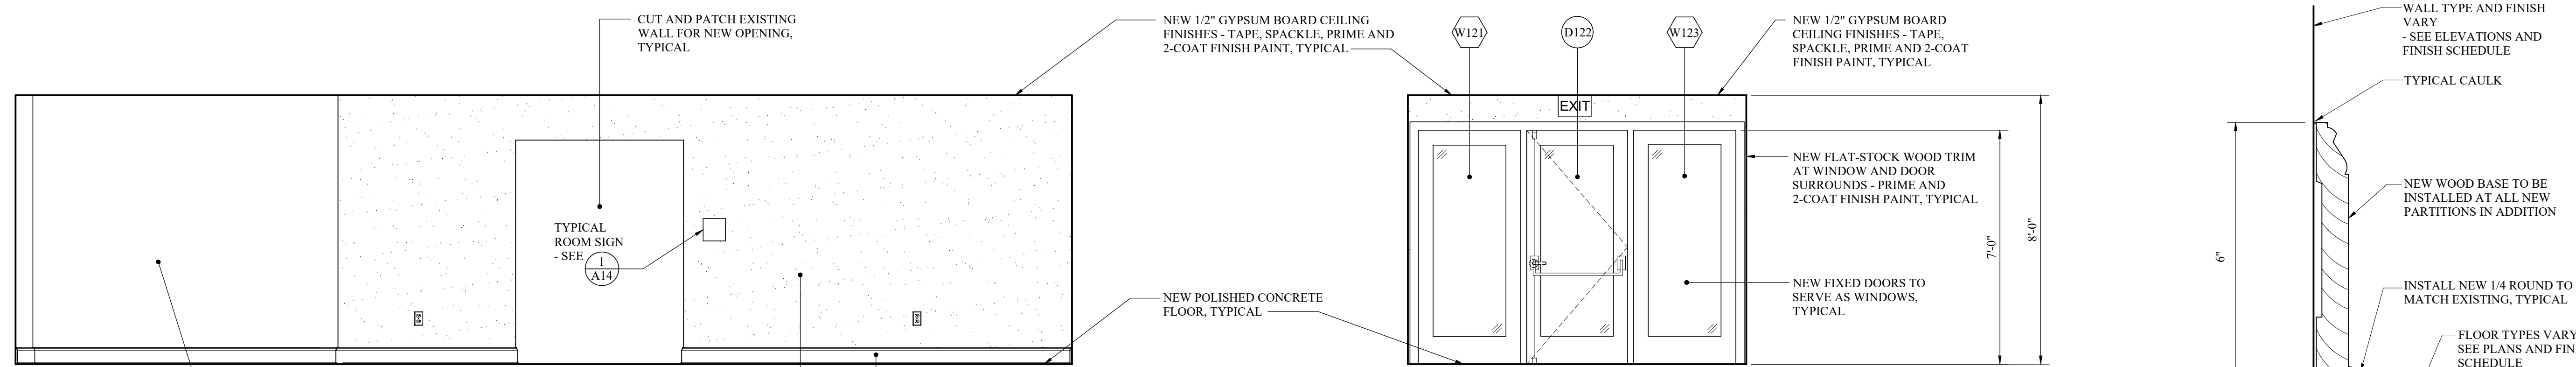 CUT AND PATCH EXISTING
WALL FOR NEW OPENING,
TYPICAL
TYPICAL
ROOM SIGN
- SEE
1
A14
NEW 1/2" GYPSUM BOARD CEILING
FINISHES - TAPE, SPACKLE, PRIME AND
2-COAT FINISH PAINT, TYPICAL
NEW POLISHED CONCRETE
FLOOR, TYPICAL
W121
D122
W123
EXIT
NEW 1/2" GYPSUM BOARD
CEILING FINISHES - TAPE,
SPACKLE, PRIME AND 2-COAT
FINISH PAINT, TYPICAL
NEW FLAT-STOCK WOOD TRIM
AT WINDOW AND DOOR
SURROUNDS - PRIME AND
2-COAT FINISH PAINT, TYPICAL
NEW FIXED DOORS TO
SERVE AS WINDOWS,
TYPICAL
7'-0"
8'-0"
6"
WALL TYPE AND FINISH
VARY
- SEE ELEVATIONS AND
FINISH SCHEDULE
TYPICAL CAULK
NEW WOOD BASE TO BE
INSTALLED AT ALL NEW
PARTITIONS IN ADDITION
INSTALL NEW 1/4 ROUND TO
MATCH EXISTING, TYPICAL
FLOOR TYPES VARY
SEE PLANS AND FIN
SCHEDULE